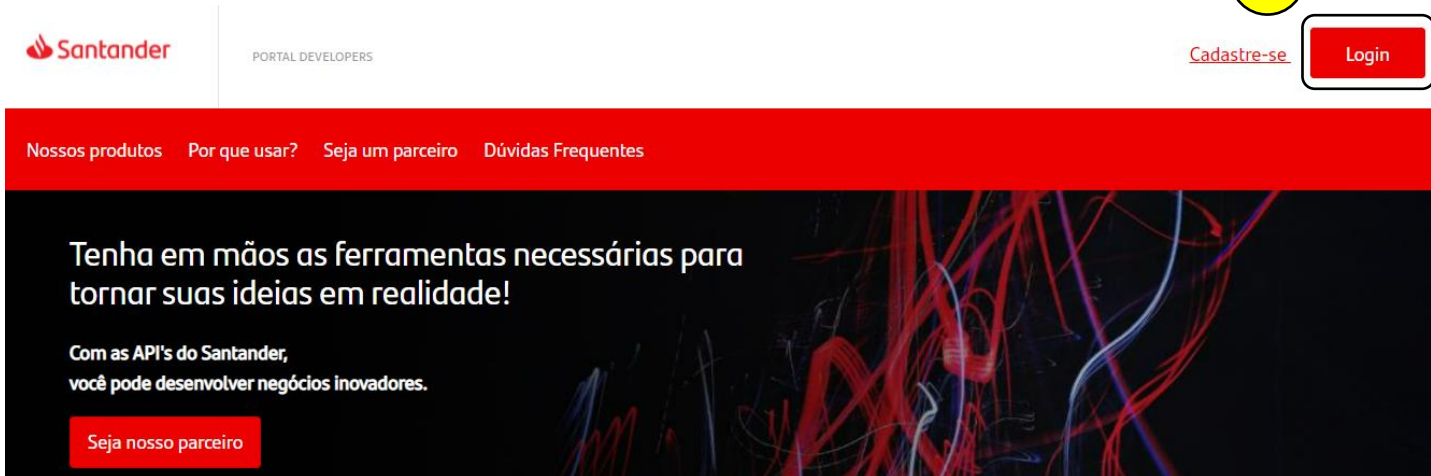 Santander
PORTAL DEVELOPERS
Cadastre-se
Login
Nossos produtos Por que usar? Seja um parceiro Dúvidas Frequentes
Tenha em mãos as ferramentas necessárias para
tornar suas ideias em realidade!
Com as API's do Santander,
você pode desenvolver negócios inovadores.
Seja nosso parceiro